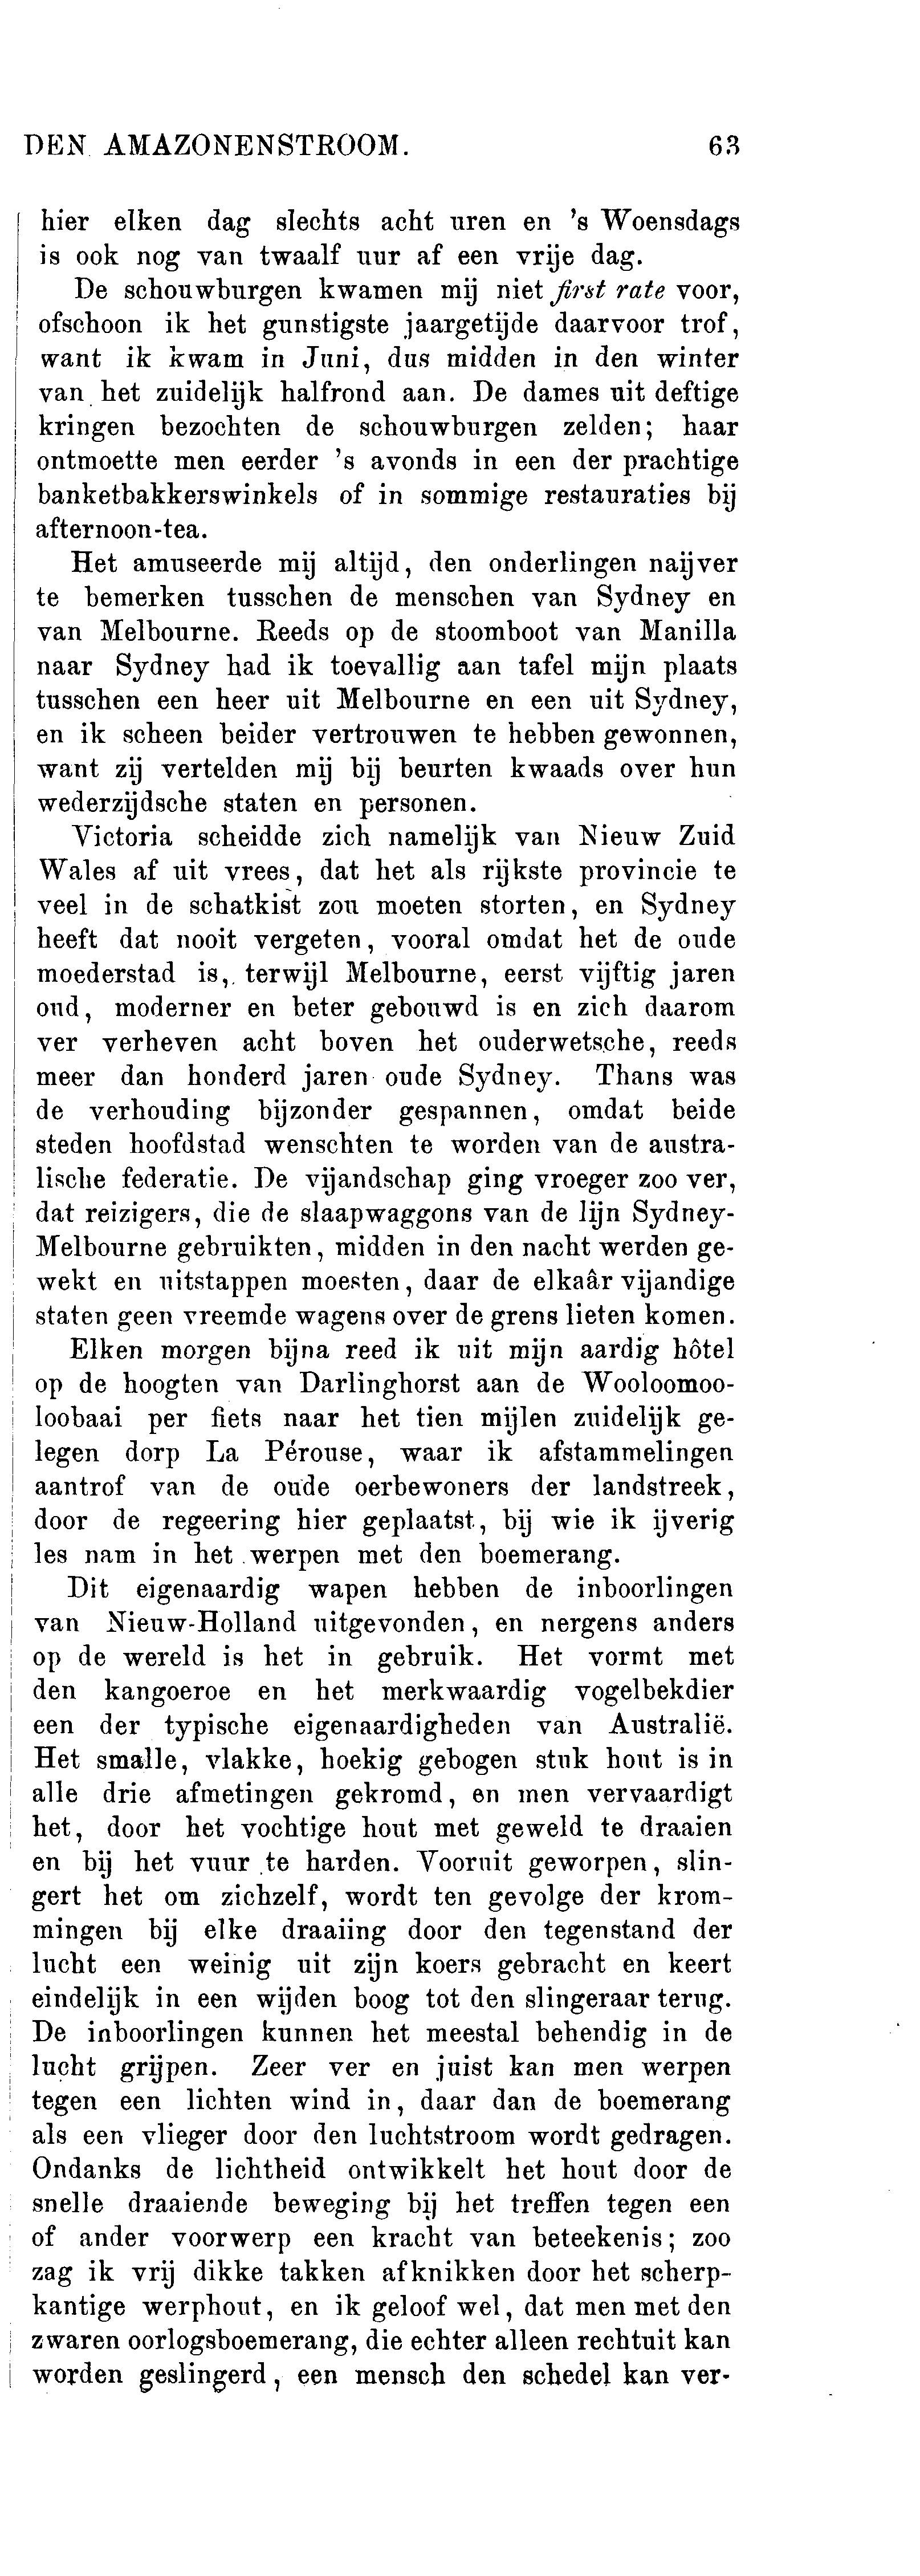 DEN AMAZONENSTROOM. 63
hier elken dag slechts acht uren en 's Woensdags
is ook nog van twaalf uur af een vrije dag.
De schouwburgen kwamen mij niet first rate voor,
ofschoon ik het gunstigste jaargetijde daarvoor trof,
want ik kwam in Juni, dus midden in den winter
van het zuidelijk halfrond aan. De dames uit deftige
kringen bezochten de schouwburgen zelden; haar
ontmoette men eerder 's avonds in een der prachtige
banketbakkerswinkels of in sommige restauraties bij
afternoon-tea.
Het amuseerde mij altijd, den onderlingen naijver
te bemerken tusschen de menschen van Sydney en
van Melbourne. Reeds op de stoomboot van Manilla
naar Sydney had ik toevallig aan tafel mijn plaats
tusschen een heer uit Melbourne en een uit Sydney,
en ik scheen beider vertrouwen te hebben gewonnen,
want zij vertelden mij bij beurten kwaads over hun
wederzijdsche staten en personen.
Victoria scheidde zich namelijk van Nieuw Zuid
Wales af uit vrees, dat het als rijkste provincie te
veel in de schatkist zou moeten storten, en Sydney
heeft dat nooit vergeten, vooral omdat het de oude
moederstad is, terwijl Melbourne, eerst vijftig jaren
oud, moderner en beter gebouwd is en zich daarom
ver verheven acht boven het ouderwetsche, reeds
meer dan honderd jaren oude Sydney. Thans was
de verhouding bijzonder gespannen, omdat beide
steden hoofdstad wenschten te worden van de austra-
lische federatie. De vijandschap ging vroeger zoo ver,
dat reizigers, die de slaapwaggons van de lijn Sydney-
Melbourne gebruikten, midden in den nacht werden ge-
wekt en uitstappen moesten, daar de elkaâr vijandige
staten geen vreemde wagens over de grens lieten komen.
Elken morgen bijna reed ik uit mijn aardig hôtel
op de hoogten van Darlinghorst aan de Wooloomoo-
loobaai per fiets naar het tien mijlen zuidelijk ge-
legen dorp La Pérouse, waar ik afstammelingen
aantrof van de oude oerbewoners der landstreek,
door de regeering hier geplaatst, bij wie ik ijverig
les nam in het werpen met den boemerang.
Dit eigenaardig wapen hebben de inboorlingen
van Nieuw-Holland uitgevonden, en nergens anders
op de wereld is het in gebruik. Het vormt met
den kangoeroe en het merkwaardig vogelbekdier
een der typische eigenaardigheden van Australië.
Het smalle, vlakke, hoekig gebogen stuk hout is in
alle drie afmetingen gekromd, en men vervaardigt
het, door het vochtige hout met geweld te draaien
en bij het vuur te harden. Vooruit geworpen, slin-
gert het om zichzelf, wordt ten gevolge der krom-
mingen bij elke draaiing door den tegenstand der
lucht een weinig uit zijn koers gebracht en keert
eindelijk in een wijden boog tot den slingeraar terug.
De inboorlingen kunnen het meestal behendig in de
lucht grijpen. Zeer ver en juist kan men werpen
tegen een lichten wind in, daar dan de boemerang
als een vlieger door den luchtstroom wordt gedragen.
Ondanks de lichtheid ontwikkelt het hout door de
snelle draaiende beweging bij het treffen tegen een
of ander voorwerp een kracht van beteekenis; zoo
zag ik vrij dikke takken afknikken door het scherp-
kantige werphout, en ik geloof wel, dat men met den
zwaren oorlogsboemerang, die echter alleen rechtuit kan
worden geslingerd, een mensch den schedel kan ver-